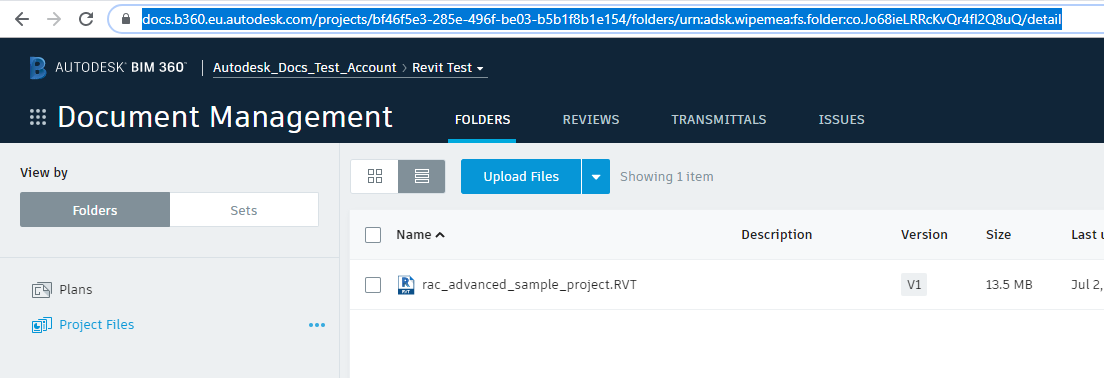 docs.b360.eu.autodesk.com/projects/bf46f5e3-285e-496f-be03-b5b1f8b1e154/folders/urn:adsk.wipemea:fs.folder:co.Jo68ieLRRcKvQr4fl2Q8uQ/detail
AUTODESK® BIM 360™ Autodesk_Docs_Test_Account > Revit Test
Document Management FOLDERS REVIEWS TRANSMITTALS ISSUES
View by
Folders Sets
Plans
Project Files
Upload Files Showing 1 item
Name Description Version Size Last u
RVT rac_advanced_sample_project.RVT V1 13.5 MB Jul 2,